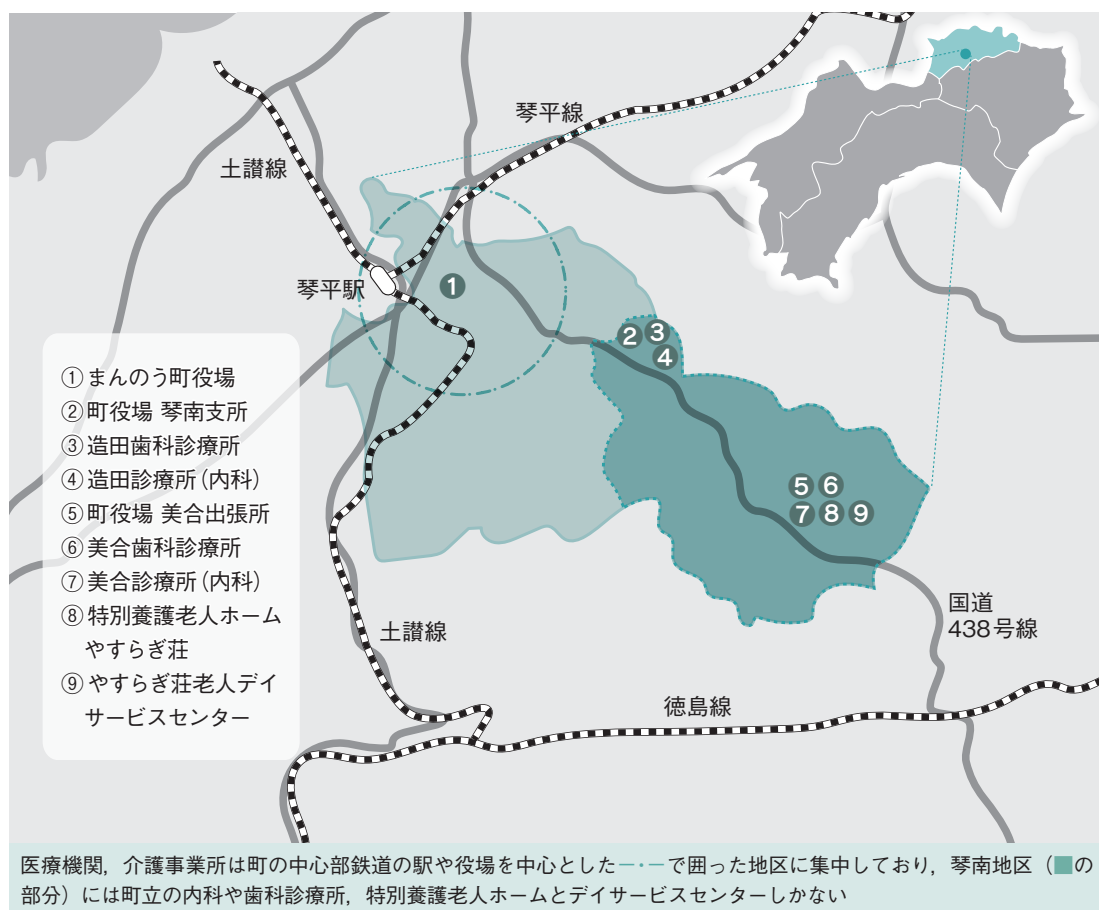 琴平線
土讃線
琴平駅
①
②
③
④
⑤
⑥
⑦
⑧
⑨
①まんのう町役場
②町役場 琴南支所
③造田歯科診療所
④造田診療所(内科)
⑤町役場 美合出張所
⑥美合歯科診療所
⑦美合診療所(内科)
⑧特別養護老人ホーム
やすらぎ荘
⑨やすらぎ荘老人デイ
サービスセンター
国道
438号線
土讃線
徳島線
医療機関，介護事業所は町の中心部鉄道の駅や役場を中心とした−・−で囲った地区に集中しており，琴南地区（■の
部分）には町立の内科や歯科診療所，特別養護老人ホームとデイサービスセンターしかない